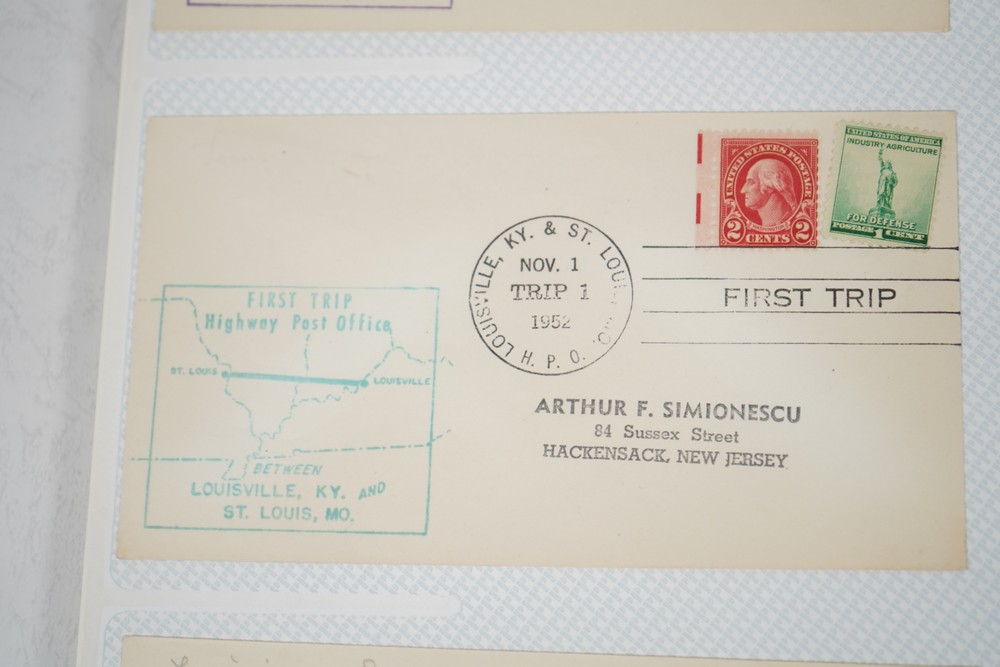 UNITED STATES POSTAGE
2 CENTS 2
UNITED STATES OF AMERICA
INDUSTRY AGRICULTURE
FOR DEFENSE
POSTAGE 1 CENT
LOUISVILLE, KY. & ST. LOUIS, MO.
NOV. 1
TRIP 1
1952
H. P. O.
FIRST TRIP
FIRST TRIP
Highway Post Office
ST. LOUIS
LOUISVILLE
BETWEEN
LOUISVILLE, KY. AND
ST. LOUIS, MO.
ARTHUR F. SIMIONESCU
84 Sussex Street
HACKENSACK, NEW JERSEY